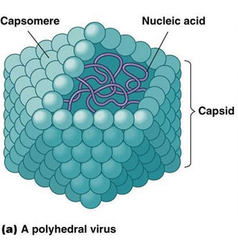 Capsomere Nucleic acid
Capsid
(a) A polyhedral virus